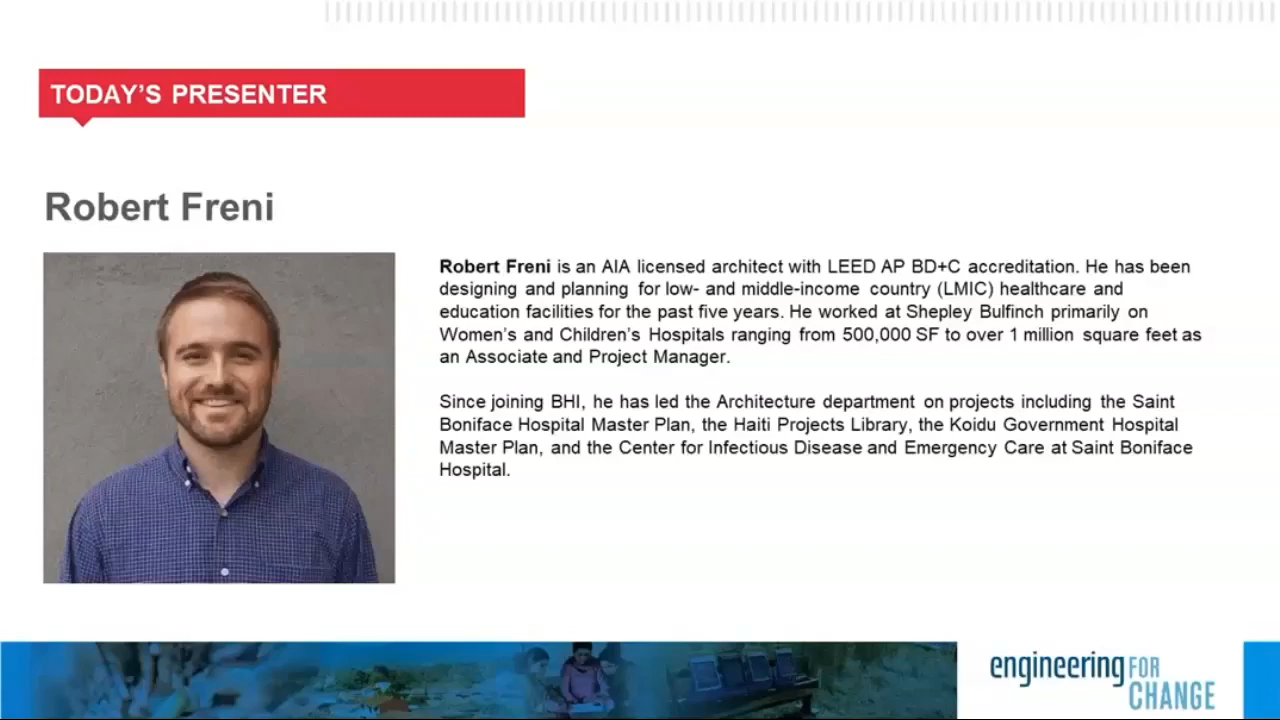 TODAY'S PRESENTER
Robert Freni
Robert Freni is an AIA licensed architect with LEED AP BD+C accreditation. He has been
designing and planning for low- and middle-income country (LMIC) healthcare and
education facilities for the past five years. He worked at Shepley Bulfinch primarily on
Women's and Children's Hospitals ranging from 500,000 SF to over 1 million square feet as
an Associate and Project Manager.
Since joining BHI, he has led the Architecture department on projects including the Saint
Boniface Hospital Master Plan, the Haiti Projects Library, the Koidu Government Hospital
Master Plan, and the Center for Infectious Disease and Emergency Care at Saint Boniface
Hospital.
engineering FOR
CHANGE